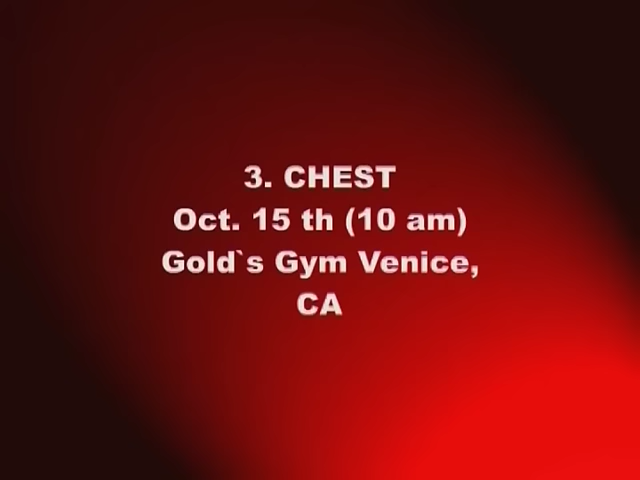 3. CHEST
Oct. 15 th (10 am)
Gold`s Gym Venice,
CA